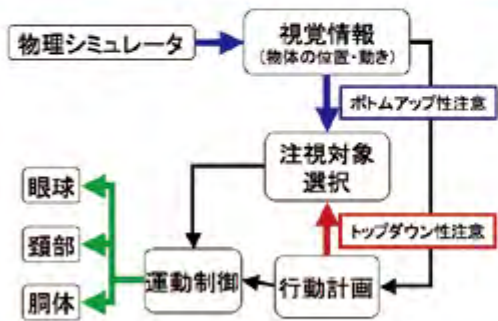 物理シミュレータ
視覚情報
(物体の位置・動き)
ボトムアップ性注意
注視対象
選択
眼球
トップダウン性注意
頚部
運動制御
行動計画
胴体